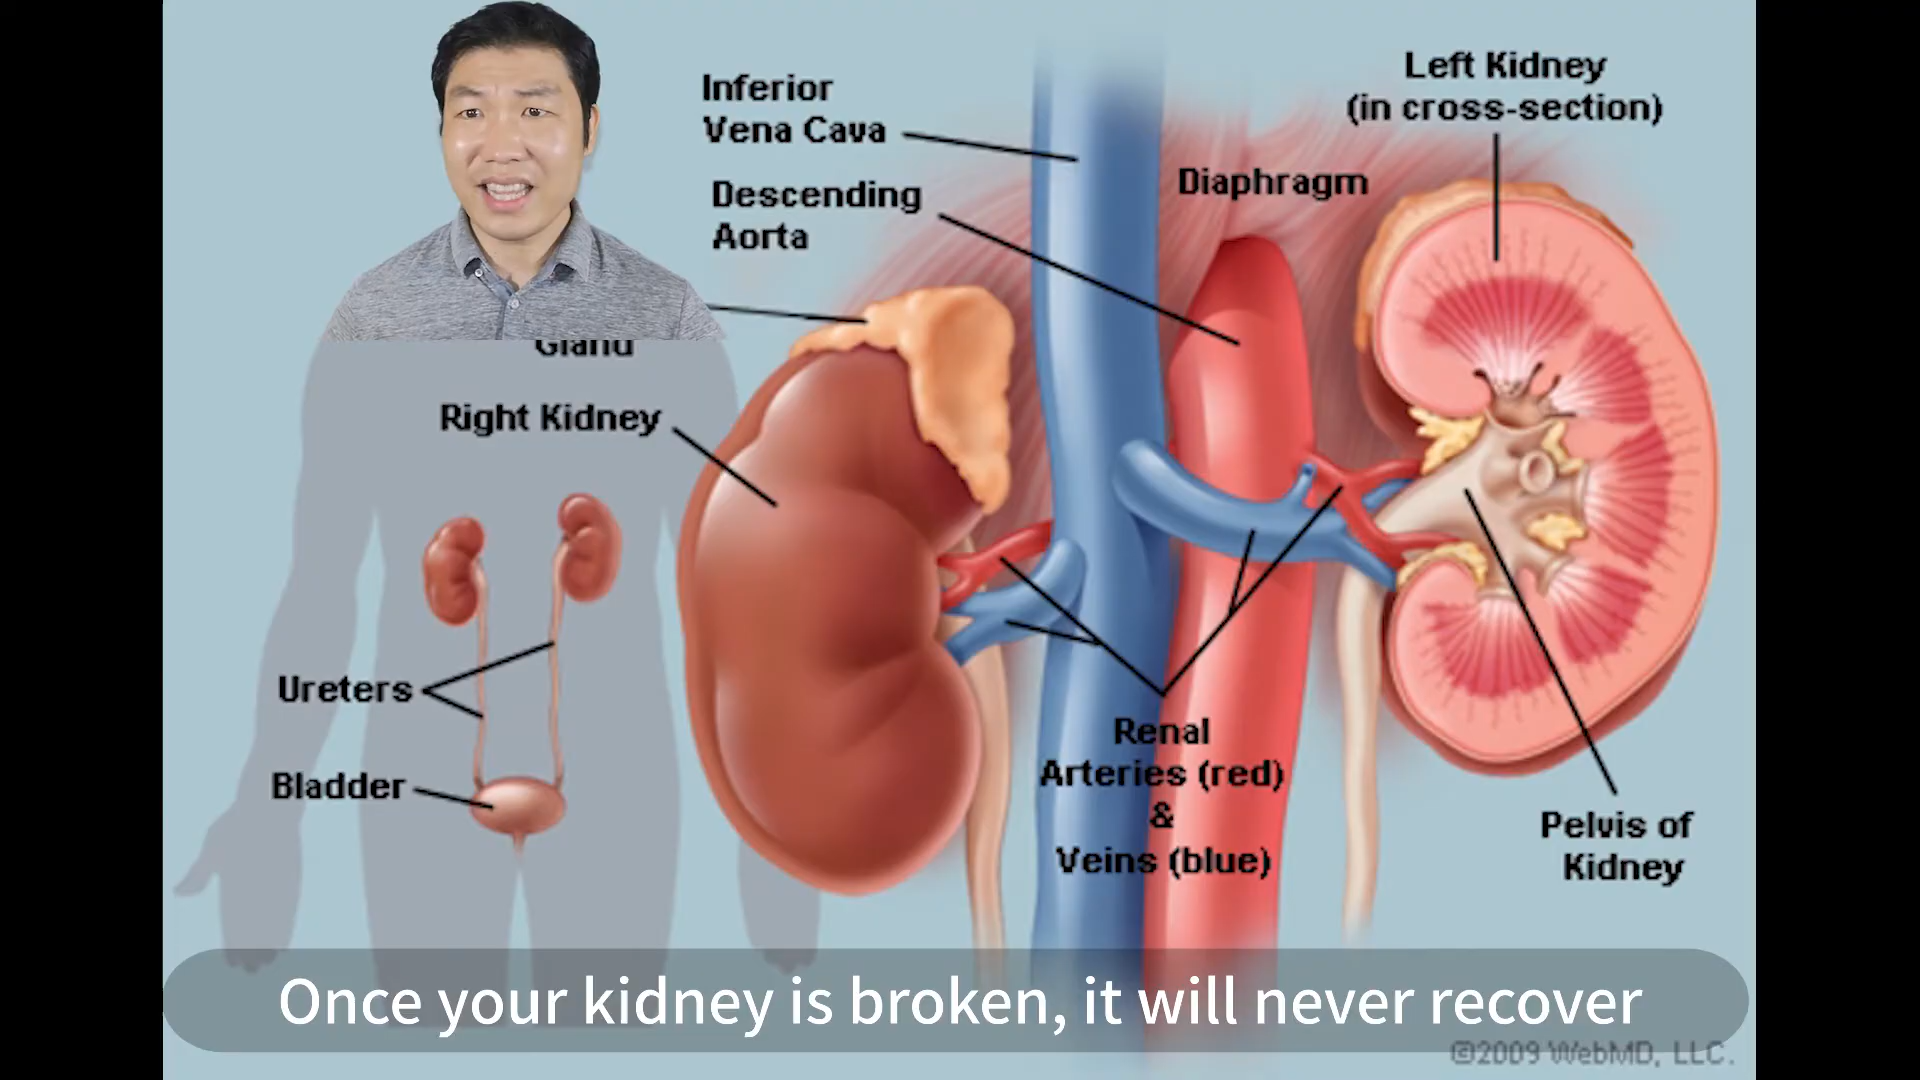 Inferior
Vena Cava
Descending
Aorta
Diaphragm
Left Kidney
(in cross-section)
Gland
Right Kidney
Ureters
Bladder
Renal
Arteries (red)
&
Veins (blue)
Pelvis of
Kidney
Once your kidney is broken, it will never recover
©2009 WebMD, LLC.